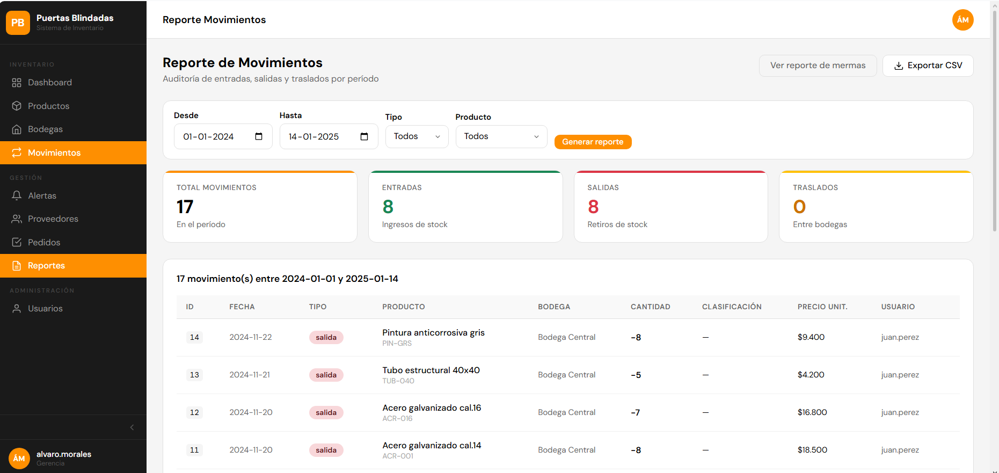 PB
Puertas Blindadas
Sistema de Inventario
INVENTARIO
Dashboard
Productos
Bodegas
Movimientos
GESTIÓN
Alertas
Proveedores
Pedidos
Reportes
ADMINISTRACIÓN
Usuarios
ÁM
alvaro.morales
Gerencia
Reporte Movimientos
ÁM
Reporte de Movimientos
Auditoría de entradas, salidas y traslados por período
Ver reporte de mermas
Exportar CSV
Desde Hasta Tipo Producto
01-01-2024 14-01-2025 Todos Todos Generar reporte
TOTAL MOVIMIENTOS
17
En el período
ENTRADAS
8
Ingresos de stock
SALIDAS
8
Retiros de stock
TRASLADOS
0
Entre bodegas
17 movimiento(s) entre 2024-01-01 y 2025-01-14
ID FECHA TIPO PRODUCTO BODEGA CANTIDAD CLASIFICACIÓN PRECIO UNIT. USUARIO
14 2024-11-22 salida Pintura anticorrosiva gris Bodega Central -8 — $9.400 juan.perez
PIN-GRS
13 2024-11-21 salida Tubo estructural 40x40 Bodega Central -5 — $4.200 juan.perez
TUB-040
12 2024-11-20 salida Acero galvanizado cal.16 Bodega Central -7 — $16.800 juan.perez
ACR-016
11 2024-11-20 salida Acero galvanizado cal.14 Bodega Central -8 — $18.500 juan.perez
ACR-001